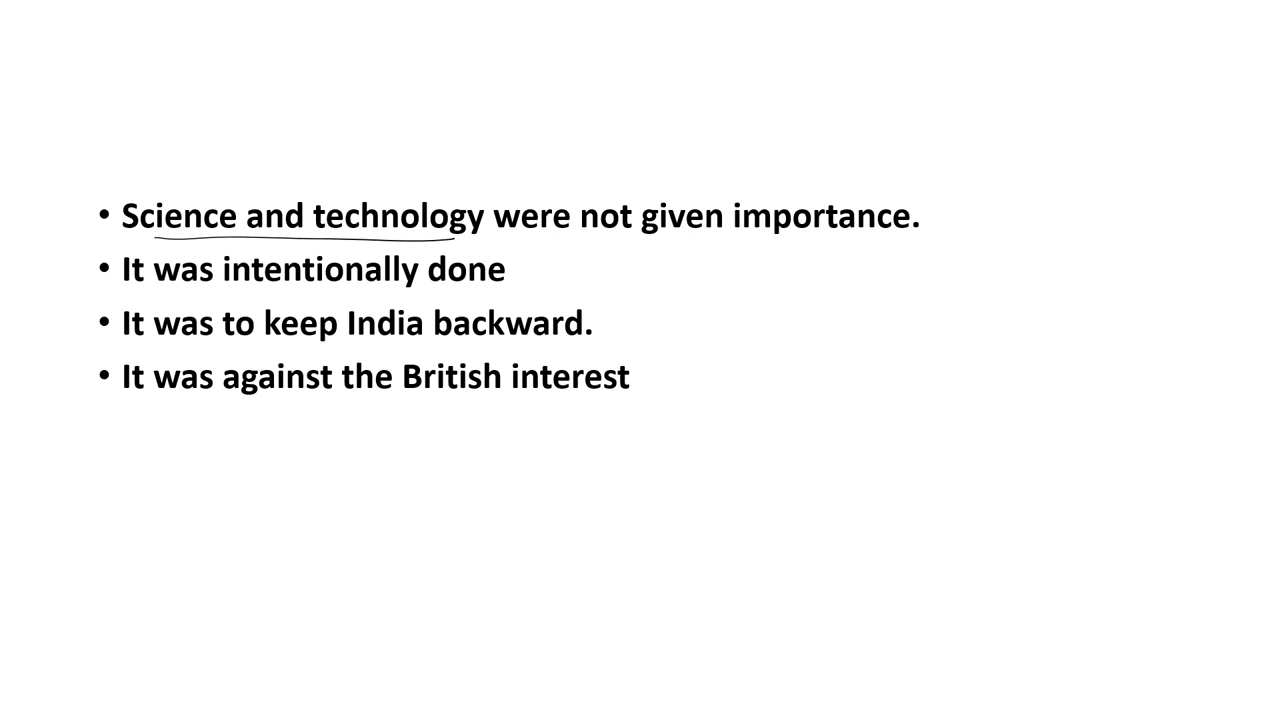 • Science and technology were not given importance.
• It was intentionally done
• It was to keep India backward.
• It was against the British interest